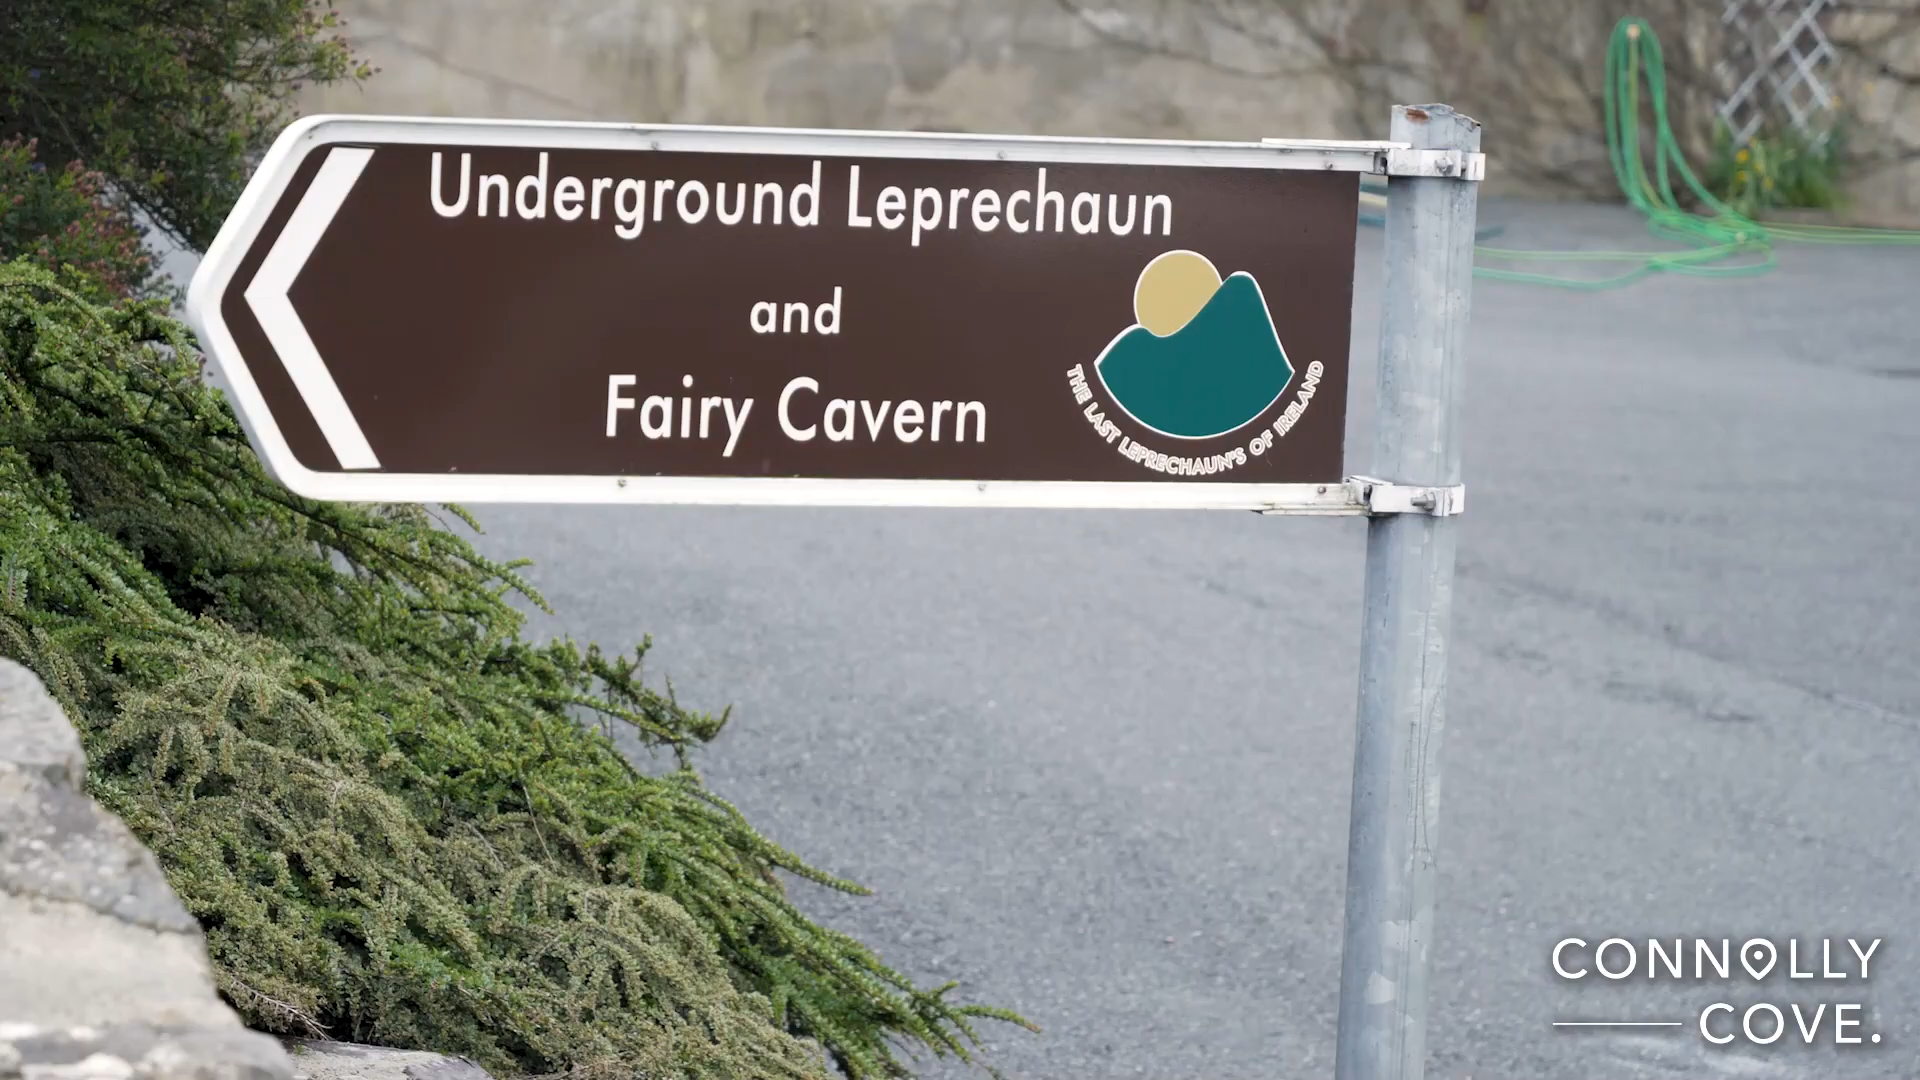 Underground Leprechaun
and
Fairy Cavern
THE LAST LEPRECHAUN'S OF IRELAND
CONNOLLY
COVE.